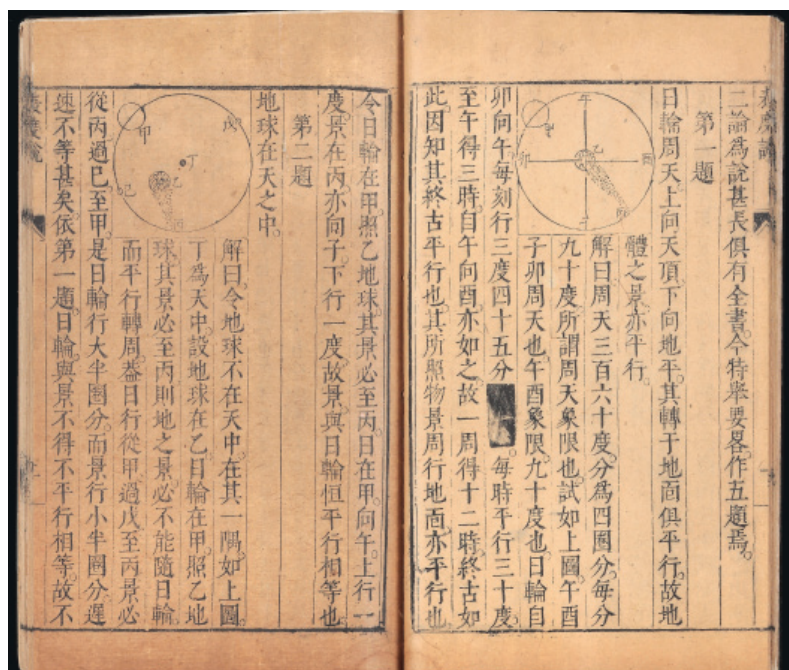 二論為說甚長俱有全書今特舉要畧作五題焉。
第一題
日輪周天上向天頂下向地平其轉于地面俱平行故地
體之景亦平行。
解曰周天三百六十度分為四圈分每分
九十度所謂周天象限也試如上圖午酉
子卯周天也午酉象限九十度也日輪自
卯向午每刻行三度四十五分 每時平行三十度。
至午得三時自午向酉亦如之故一周得十二時終古如
此因知其終古平行也其所照物景周行地面亦平行也
午
卯
酉
乙
今日輪在甲照乙地球其景必至丙日在甲向午上行一
度景在丙亦向子下行一度故景與日輪恒平行相等也
第二題
地球在天之中。
解曰令地球不在天中在其一隅如上圖
丁為天中設地球在乙日輪在甲照乙地
球其景必至丙則地之景必不能隨日輪
而平行轉周葢日行從甲過戊至丙景必
從丙過巳至甲是日輪行大半圈分而景行小半圈分遲
速不等甚矣依第一題日輪與景不得不平行相等故不
甲
戊
丁
乙
巳
丙